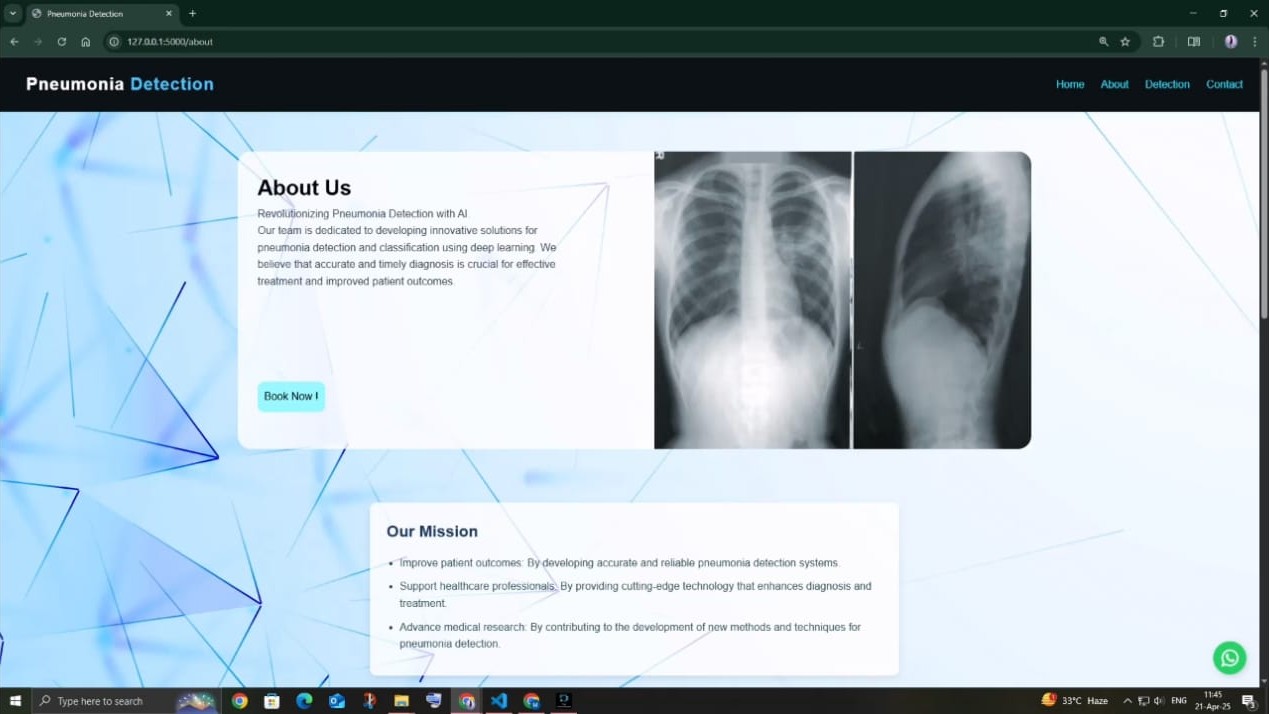 Pneumonia Detection
127.0.0.1:5000/about
Pneumonia Detection
Home About Detection Contact
About Us
Revolutionizing Pneumonia Detection with AI
Our team is dedicated to developing innovative solutions for
pneumonia detection and classification using deep learning. We
believe that accurate and timely diagnosis is crucial for effective
treatment and improved patient outcomes.
Book Now !
R
Our Mission
• Improve patient outcomes: By developing accurate and reliable pneumonia detection systems.
• Support healthcare professionals: By providing cutting-edge technology that enhances diagnosis and
treatment.
• Advance medical research: By contributing to the development of new methods and techniques for
pneumonia detection.
Type here to search
33°C Haze
ENG
11:45
21-Apr-25
3